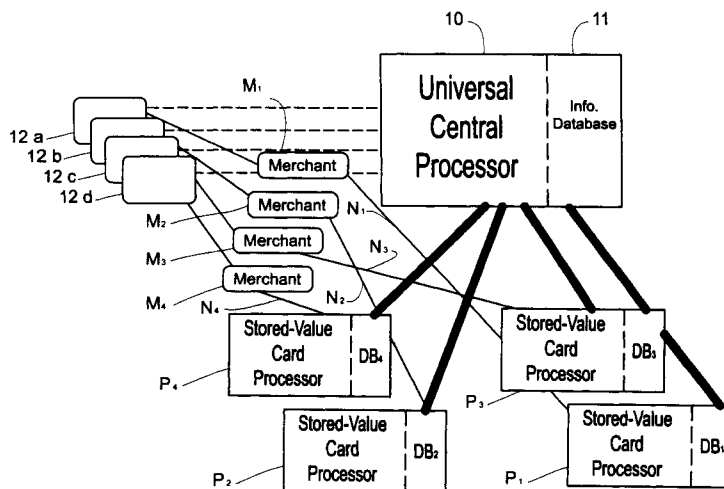 10
11
M1
Universal
Central
Processor
Info.
Database
12 a
12 b
12 c
12 d
Merchant
M2
Merchant
N1
M3
Merchant
N3
M4
Merchant
N2
N4
Stored-Value
Card
Processor
DB4
P4
Stored-Value
Card
Processor
DB3
P3
Stored-Value
Card
Processor
DB2
P2
Stored-Value
Card
Processor
DB1
P1